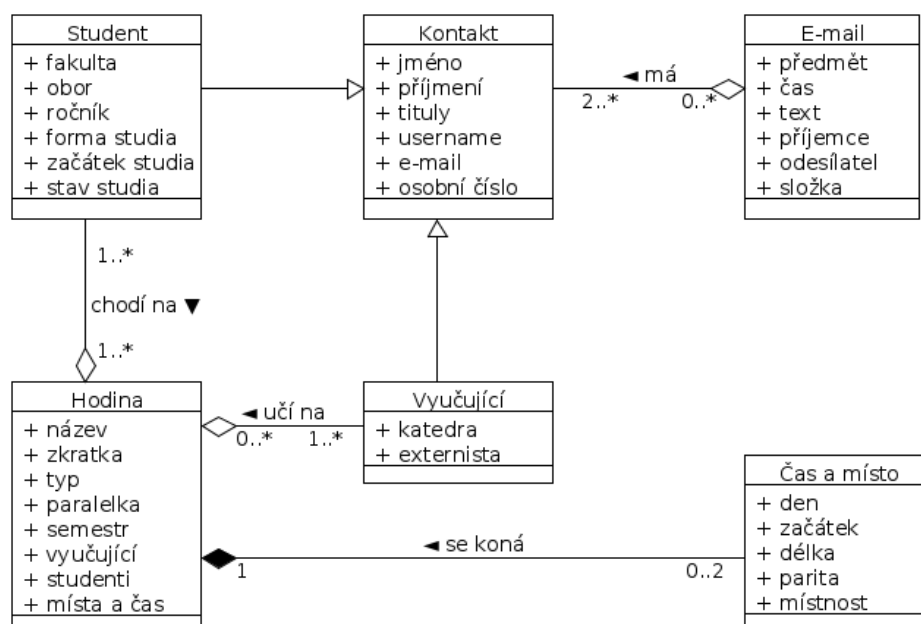 Student
+ fakulta
+ obor
+ ročník
+ forma studia
+ začátek studia
+ stav studia
Kontakt
+ jméno
+ příjmení
+ tituly
+ username
+ e-mail
+ osobní číslo
◄ má
2..*
0..*
E-mail
+ předmět
+ čas
+ text
+ příjemce
+ odesílatel
+ složka
1..*
chodí na ▼
1..*
Hodina
+ název
+ zkratka
+ typ
+ paralelka
+ semestr
+ vyučující
+ studenti
+ místa a čas
◄ učí na
0..*
1..*
Vyučující
+ katedra
+ externista
◄ se koná
1
0..2
Čas a místo
+ den
+ začátek
+ délka
+ parita
+ místnost